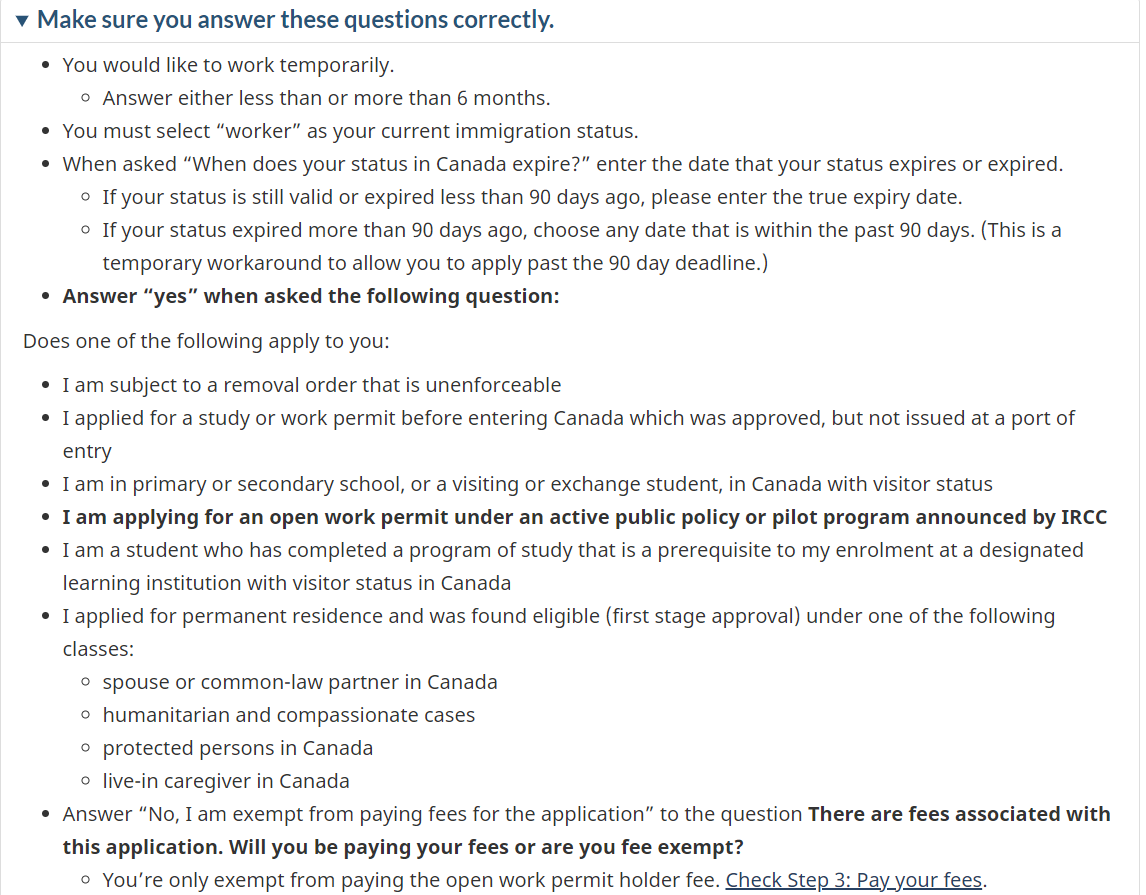 ▼ Make sure you answer these questions correctly.
• You would like to work temporarily.
◦ Answer either less than or more than 6 months.
• You must select “worker” as your current immigration status.
• When asked “When does your status in Canada expire?” enter the date that your status expires or expired.
◦ If your status is still valid or expired less than 90 days ago, please enter the true expiry date.
◦ If your status expired more than 90 days ago, choose any date that is within the past 90 days. (This is a
temporary workaround to allow you to apply past the 90 day deadline.)
• Answer “yes” when asked the following question:
Does one of the following apply to you:
• I am subject to a removal order that is unenforceable
• I applied for a study or work permit before entering Canada which was approved, but not issued at a port of
entry
• I am in primary or secondary school, or a visiting or exchange student, in Canada with visitor status
• I am applying for an open work permit under an active public policy or pilot program announced by IRCC
• I am a student who has completed a program of study that is a prerequisite to my enrolment at a designated
learning institution with visitor status in Canada
• I applied for permanent residence and was found eligible (first stage approval) under one of the following
classes:
◦ spouse or common-law partner in Canada
◦ humanitarian and compassionate cases
◦ protected persons in Canada
◦ live-in caregiver in Canada
• Answer “No, I am exempt from paying fees for the application” to the question There are fees associated with
this application. Will you be paying your fees or are you fee exempt?
◦ You’re only exempt from paying the open work permit holder fee. Check Step 3: Pay your fees.